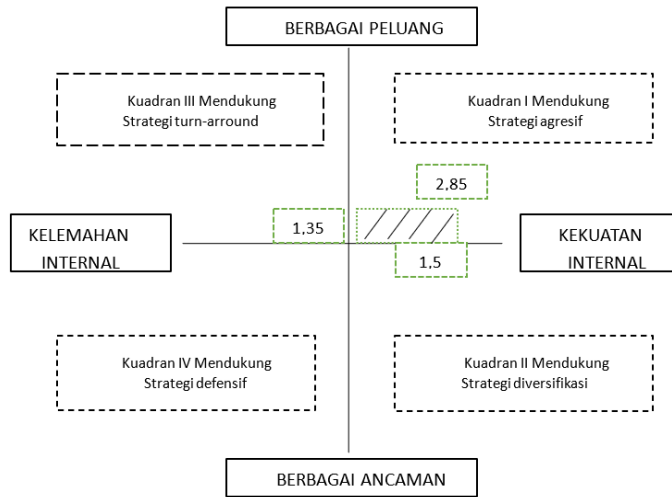 BERBAGAI PELUANG
Kuadran III Mendukung
Strategi turn-arround
Kuadran I Mendukung
Strategi agresif
2,85
1,35
KELEMAHAN
INTERNAL
KEKUATAN
INTERNAL
1,5
Kuadran IV Mendukung
Strategi defensif
Kuadran II Mendukung
Strategi diversifikasi
BERBAGAI ANCAMAN